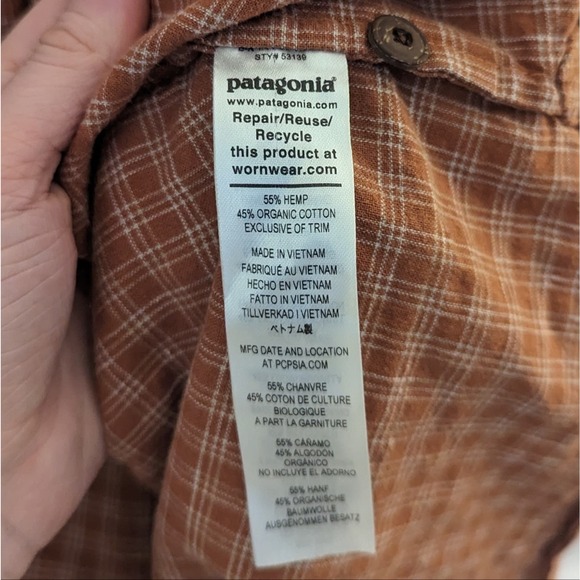 STY# 53139
patagonia®
www.patagonia.com
Repair/Reuse/
Recycle
this product at
wornwear.com
55% HEMP
45% ORGANIC COTTON
EXCLUSIVE OF TRIM
MADE IN VIETNAM
FABRIQUÉ AU VIETNAM
HECHO EN VIETNAM
FATTO IN VIETNAM
TILLVERKAD I VIETNAM
ベトナム製
MFG DATE AND LOCATION
AT PCPSIA.COM
55% CHANVRE
45% COTON DE CULTURE
BIOLOGIQUE
A PART LA GARNITURE
55% CAÑAMO
45% ALGODÓN
ORGÁNICO
NO INCLUYE EL ADORNO
55% HANF
45% ORGANISCHE
BAUMWOLLE
AUSGENOMMEN BESATZ